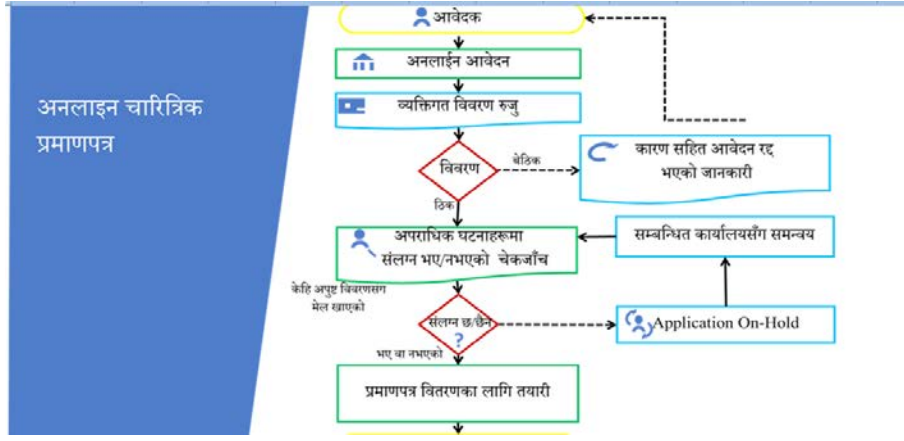 आवेदक
अनलाईन आवेदन
अनलाइन चारित्रिक
प्रमाणपत्र
व्यक्तिगत विवरण रुजु
विवरण
बेठिक
कारण सहित आवेदन रद्द
भएको जानकारी
ठिक
अपराधिक घटनाहरूमा
संलग्न भए/नभएको चेकजाँच
सम्बन्धित कार्यालयसँग समन्वय
केहि अपुष्ट विवरणसग
मेल खाएको
संलग्न छ/छैन
?
Application On-Hold
भए वा नभएको
प्रमाणपत्र वितरणका लागि तयारी